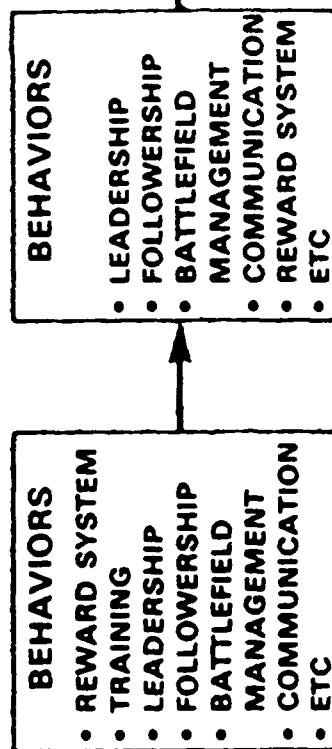 BEHAVIORS
• REWARD SYSTEM
• TRAINING
• LEADERSHIP
• FOLLOWERSHIP
• BATTLEFIELD
MANAGEMENT
• COMMUNICATION
• ETC
BEHAVIORS
• LEADERSHIP
• FOLLOWERSHIP
• BATTLEFIELD
MANAGEMENT
• COMMUNICATION
• REWARD SYSTEM
• ETC